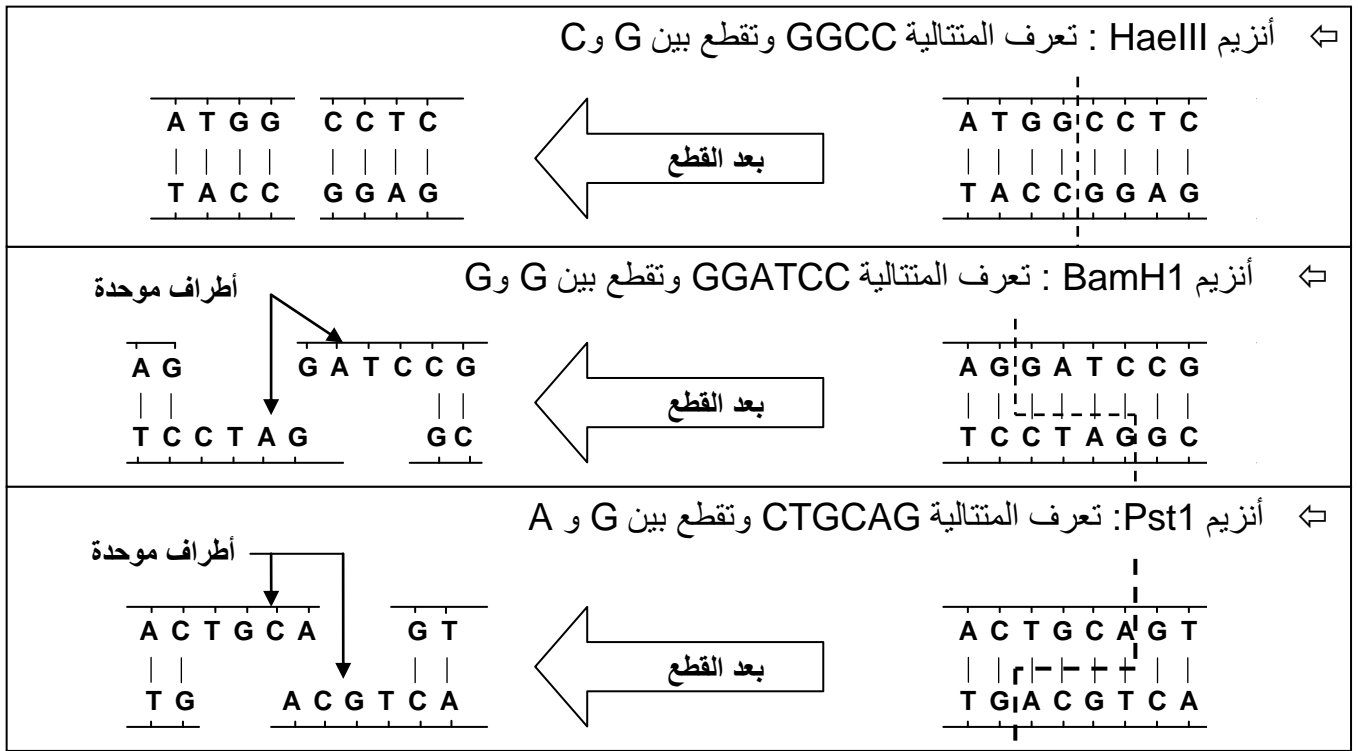 ⇦ أنزيم HaeIII : تعرف المتتالية GGCC وتقطع بين G وC
A T G G C C T C
T A C C G G A G
بعد القطع
A T G G   C C T C
T A C C   G G A G
⇦ أنزيم BamH1 : تعرف المتتالية GGATCC وتقطع بين G وG
A G G A T C C G
T C C T A G G C
بعد القطع
أطراف موحدة
A G   G A T C C G
T C C T A G   G C
⇦ أنزيم Pst1: تعرف المتتالية CTGCAG وتقطع بين G و A
A C T G C A G T
T G A C G T C A
بعد القطع
أطراف موحدة
A C T G C A   G T
T G   A C G T C A